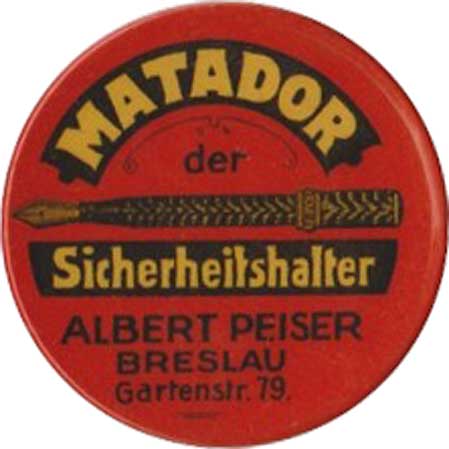 MATADOR
der
Sicherheitshalter
ALBERT PEISER
BRESLAU
Gartenstr. 79.